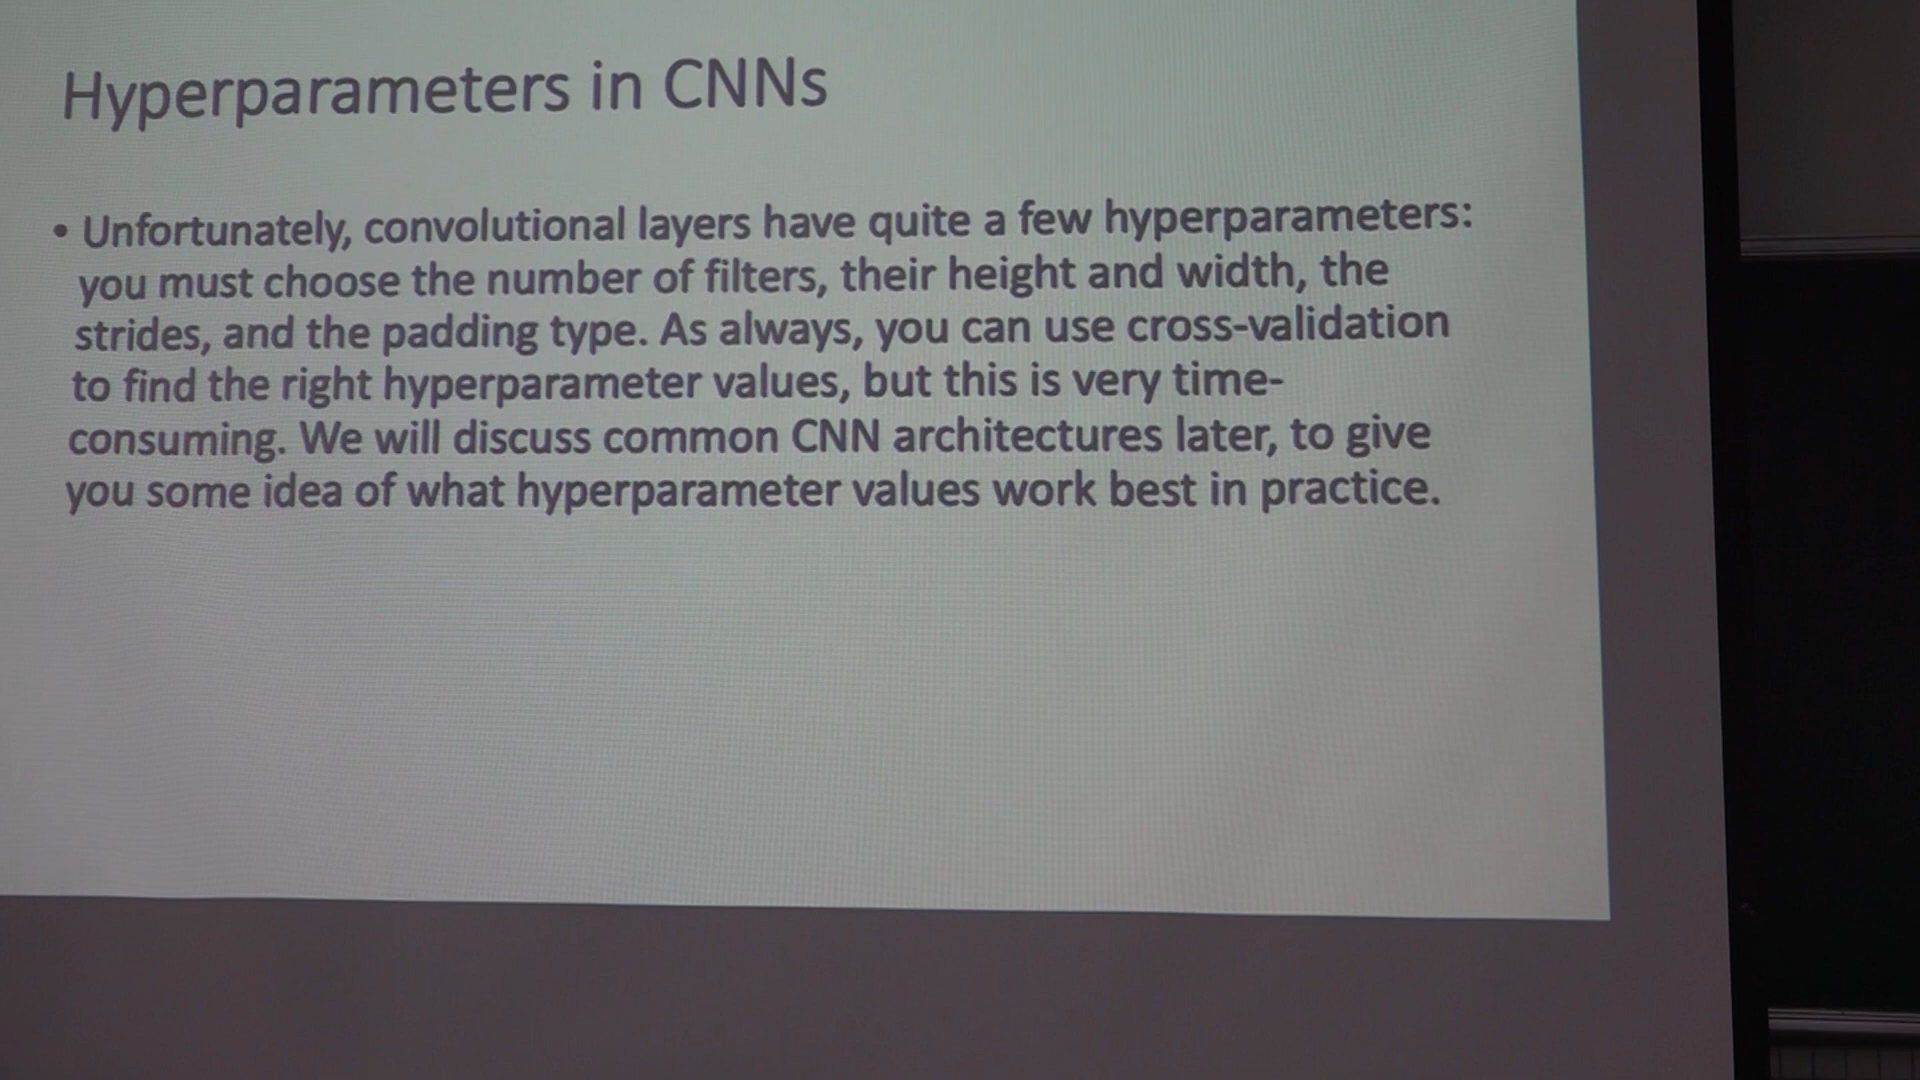 Hyperparameters in CNNs
• Unfortunately, convolutional layers have quite a few hyperparameters:
you must choose the number of filters, their height and width, the
strides, and the padding type. As always, you can use cross-validation
to find the right hyperparameter values, but this is very time-
consuming. We will discuss common CNN architectures later, to give
you some idea of what hyperparameter values work best in practice.